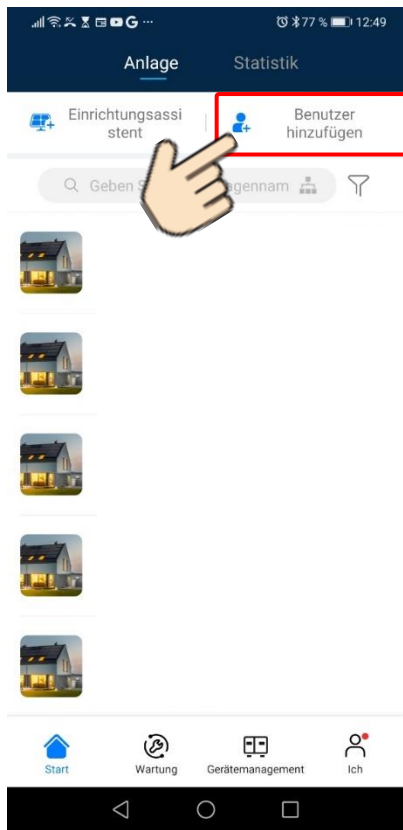 77 % 12:49
Anlage Statistik
Einrichtungsassi
stent
Benutzer
hinzufügen
Geben S agennam
Start Wartung Gerätemanagement Ich